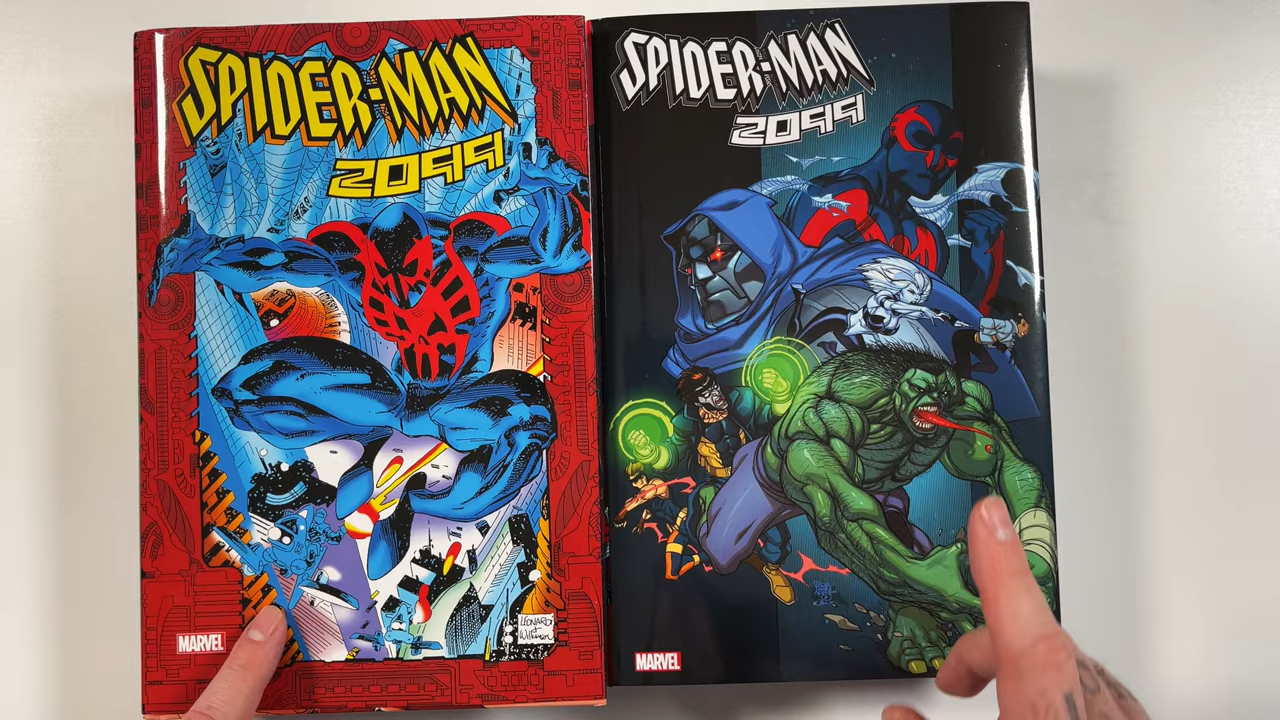 SPIDER-MAN
2099
MARVEL
LEONARDI
+
Williamson
SPIDER-MAN
2099
MARVEL